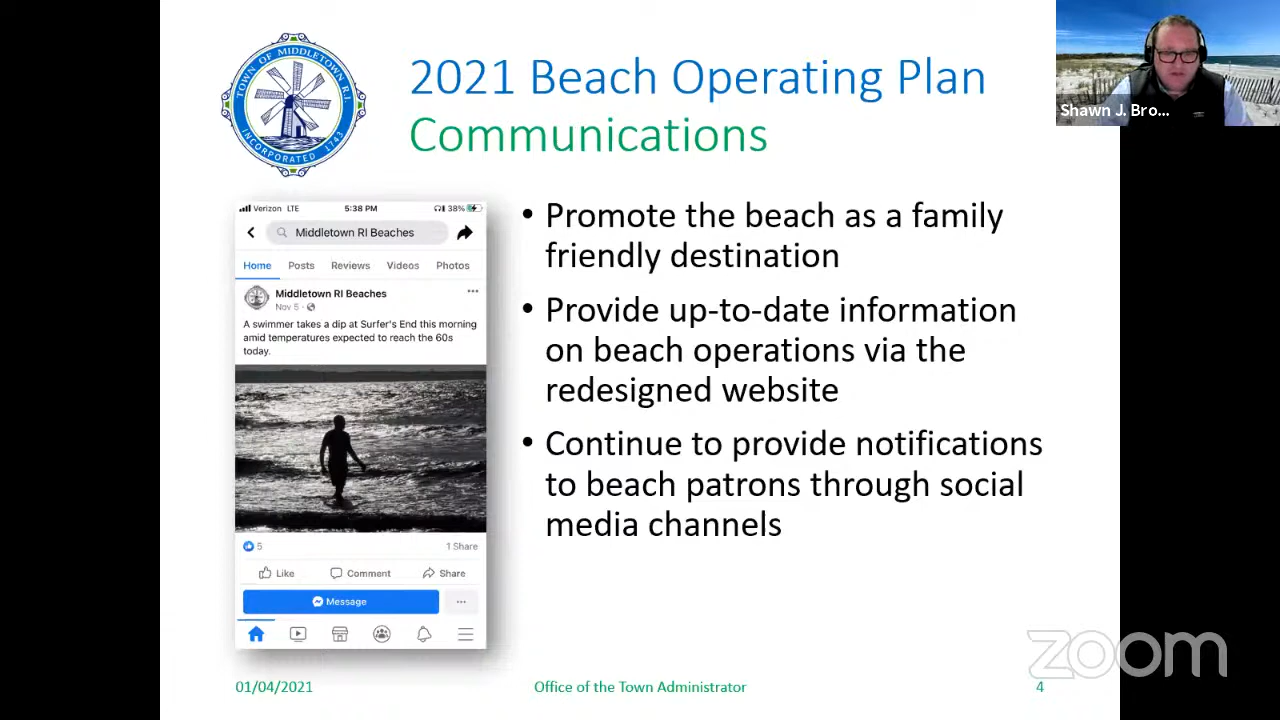 TOWN OF MIDDLETOWN R.I.
INCORPORATED 1743
2021 Beach Operating Plan
Communications
Shawn J. Bro...
Verizon LTE 5:38 PM 38%
Middletown RI Beaches
Home Posts Reviews Videos Photos
Middletown RI Beaches
Nov 5
A swimmer takes a dip at Surfer's End this morning
amid temperatures expected to reach the 60s
today.
5 1 Share
Like Comment Share
Message
• Promote the beach as a family
friendly destination
• Provide up-to-date information
on beach operations via the
redesigned website
• Continue to provide notifications
to beach patrons through social
media channels
zoom
01/04/2021 Office of the Town Administrator 4